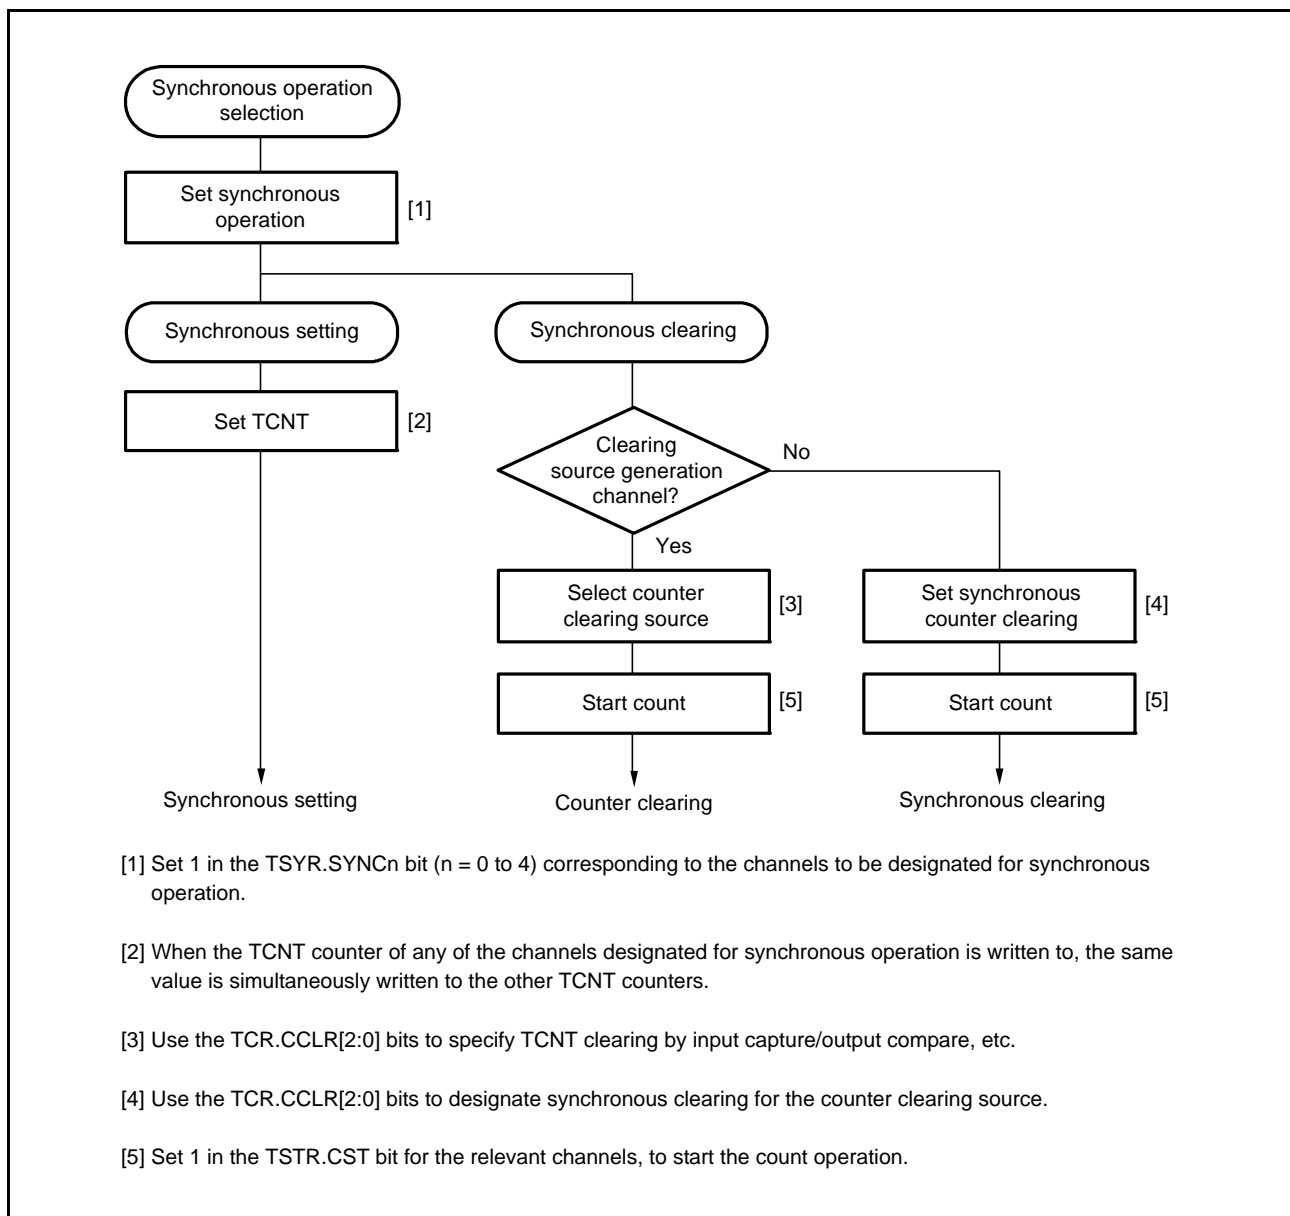 Synchronous operation
selection
Set synchronous
operation
[1]
Synchronous setting
Synchronous clearing
Set TCNT
[2]
Clearing
source generation
channel?
No
Yes
Select counter
clearing source
[3]
Set synchronous
counter clearing
[4]
Start count
[5]
Start count
[5]
Synchronous setting
Counter clearing
Synchronous clearing
[1] Set 1 in the TSYR.SYNCn bit (n = 0 to 4) corresponding to the channels to be designated for synchronous
operation.
[2] When the TCNT counter of any of the channels designated for synchronous operation is written to, the same
value is simultaneously written to the other TCNT counters.
[3] Use the TCR.CCLR[2:0] bits to specify TCNT clearing by input capture/output compare, etc.
[4] Use the TCR.CCLR[2:0] bits to designate synchronous clearing for the counter clearing source.
[5] Set 1 in the TSTR.CST bit for the relevant channels, to start the count operation.